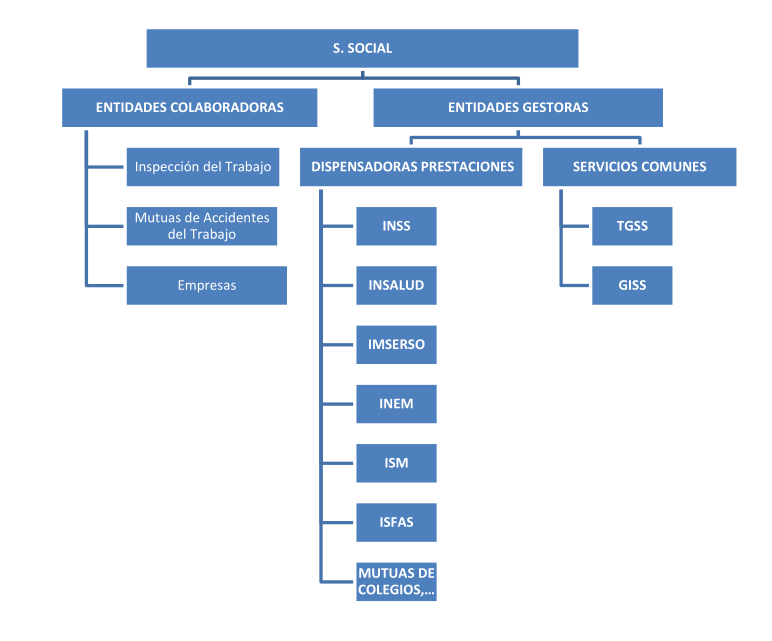 S. SOCIAL
ENTIDADES COLABORADORAS
ENTIDADES GESTORAS
Inspección del Trabajo
DISPENSADORAS PRESTACIONES
SERVICIOS COMUNES
Mutuas de Accidentes
del Trabajo
INSS
TGSS
Empresas
INSALUD
GISS
IMSERSO
INEM
ISM
ISFAS
MUTUAS DE
COLEGIOS,...